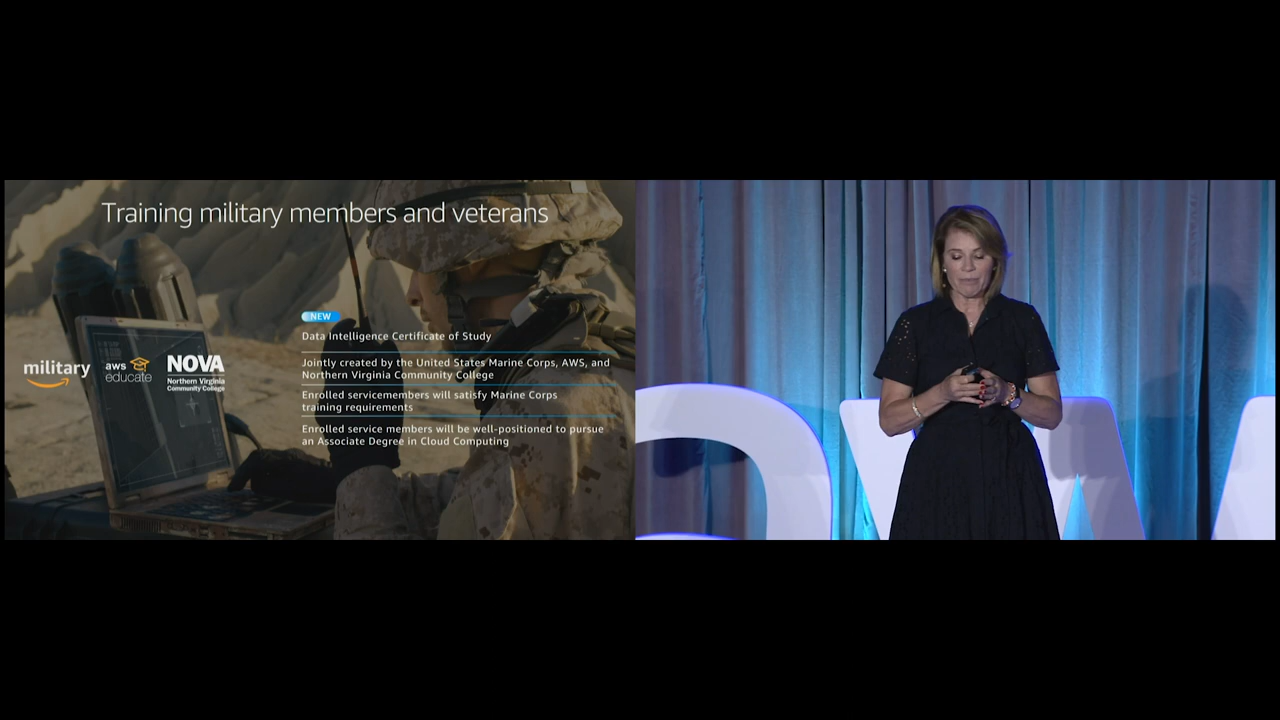 Training military members and veterans
NEW
Data Intelligence Certificate of Study
Jointly created by the United States Marine Corps, AWS, and
Northern Virginia Community College
Enrolled servicemembers will satisfy Marine Corps
training requirements
Enrolled service members will be well-positioned to pursue
an Associate Degree in Cloud Computing
military
aws
educate
NOVA
Northern Virginia
Community College
W